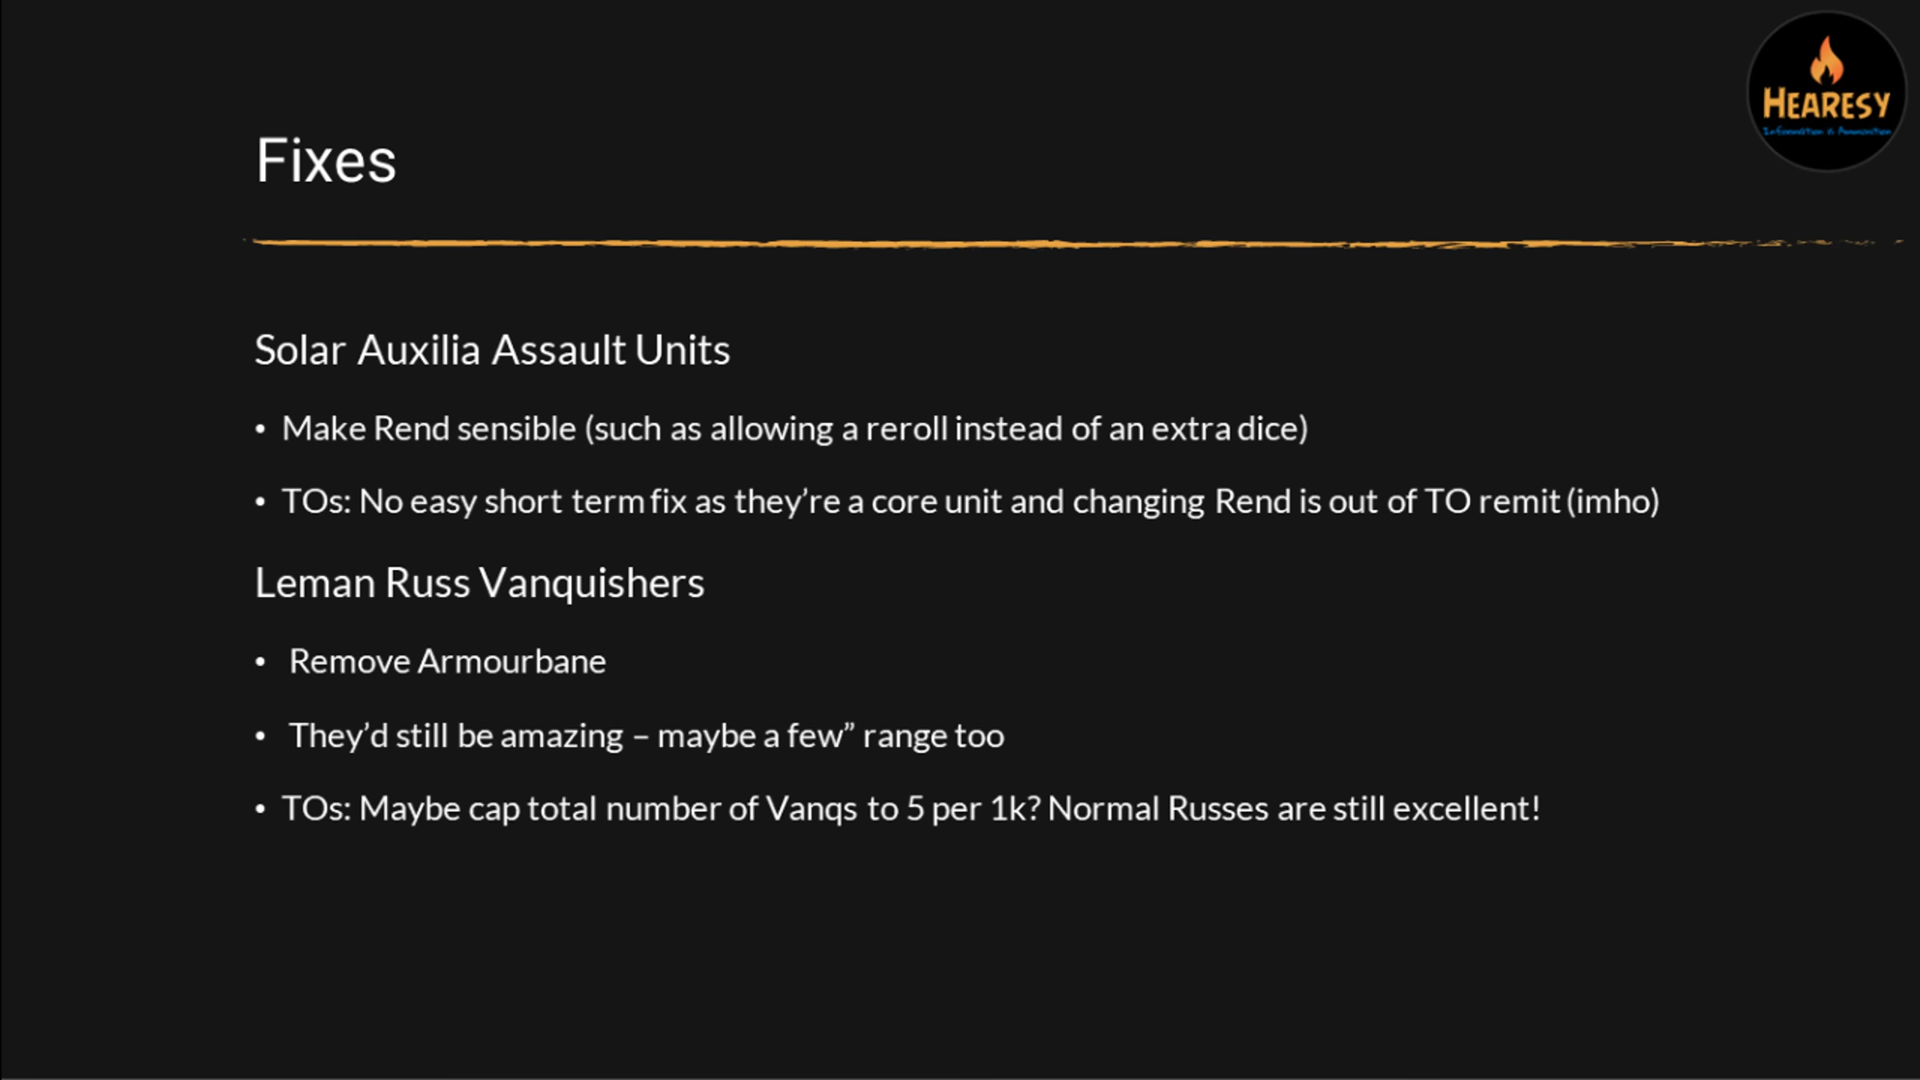 HEARESY
Information & Ammunition
Fixes
Solar Auxilia Assault Units
• Make Rend sensible (such as allowing a reroll instead of an extra dice)
• TOs: No easy short term fix as they’re a core unit and changing Rend is out of TO remit (imho)
Leman Russ Vanquishers
• Remove Armourbane
• They’d still be amazing – maybe a few” range too
• TOs: Maybe cap total number of Vanqs to 5 per 1k? Normal Russes are still excellent!